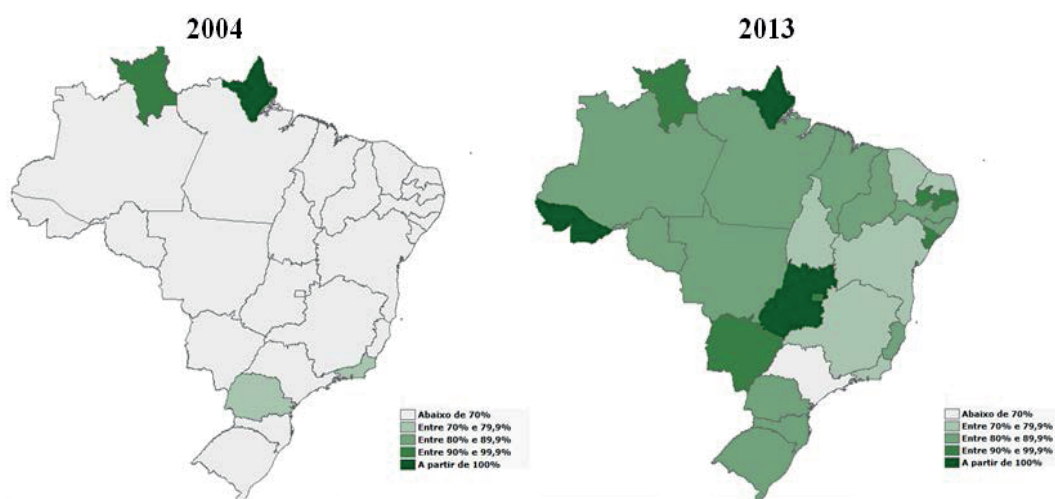 2004
2013
Abaixo de 70%
Entre 70% e 79,9%
Entre 80% e 89,9%
Entre 90% e 99,9%
A partir de 100%
Abaixo de 70%
Entre 70% e 79,9%
Entre 80% e 89,9%
Entre 90% e 99,9%
A partir de 100%